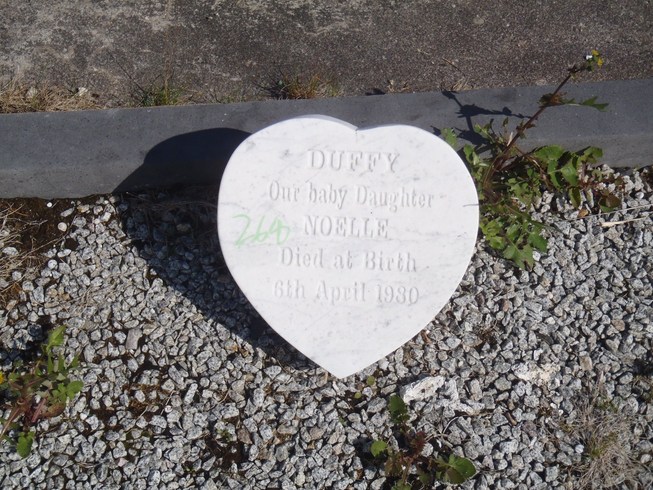 DUFFY
Our baby Daughter
NOELLE
Died at Birth
6th April 1980